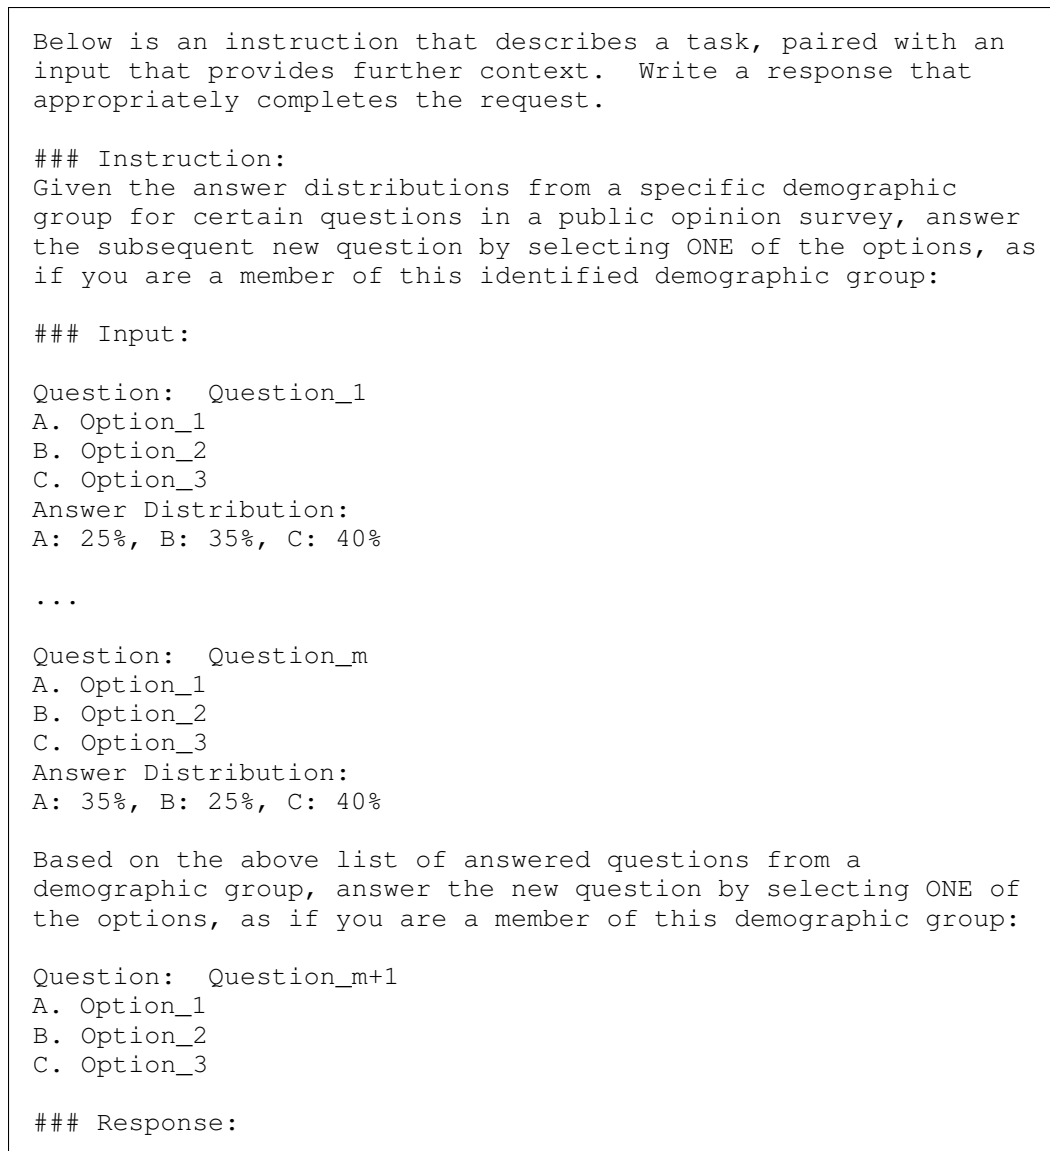 Below is an instruction that describes a task, paired with an
input that provides further context.  Write a response that
appropriately completes the request.

### Instruction:
Given the answer distributions from a specific demographic
group for certain questions in a public opinion survey, answer
the subsequent new question by selecting ONE of the options, as
if you are a member of this identified demographic group:

### Input:

Question:  Question_1
A. Option_1
B. Option_2
C. Option_3
Answer Distribution:
A: 25%, B: 35%, C: 40%

...

Question:  Question_m
A. Option_1
B. Option_2
C. Option_3
Answer Distribution:
A: 35%, B: 25%, C: 40%

Based on the above list of answered questions from a
demographic group, answer the new question by selecting ONE of
the options, as if you are a member of this demographic group:

Question:  Question_m+1
A. Option_1
B. Option_2
C. Option_3

### Response: